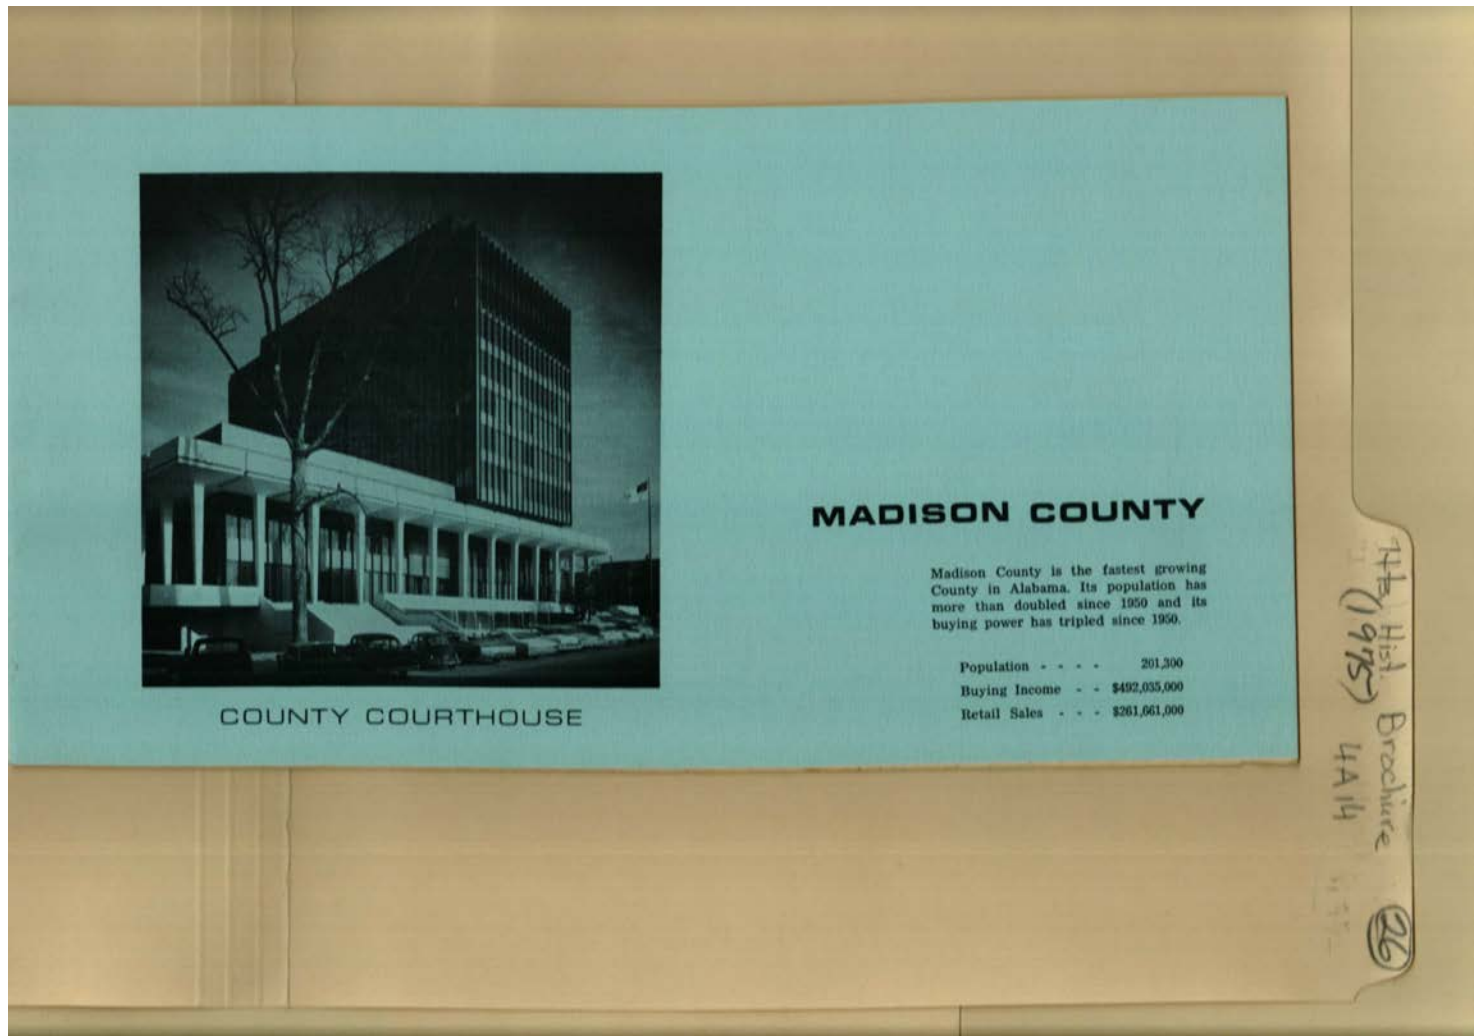 MADISON COUNTY
Madison County is the fastest growing
County in Alabama. Its population has
more than doubled since 1950 and its
buying power has tripled since 1950.
Population - - - - 201,300
Buying Income - - $492,035,000
Retail Sales - - - $261,661,000
COUNTY COURTHOUSE
Hist. Brochure 26
(1975) 4A14